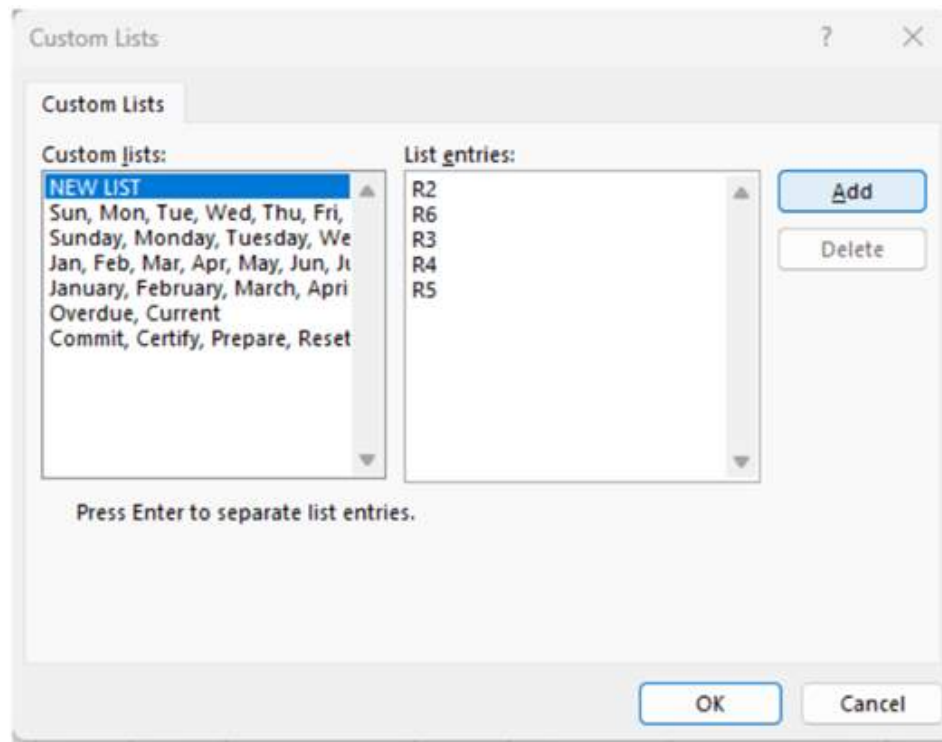 Custom Lists
?
Custom Lists
Custom lists:
NEW LIST
Sun, Mon, Tue, Wed, Thu, Fri,
Sunday, Monday, Tuesday, We
Jan, Feb, Mar, Apr, May, Jun, Ju
January, February, March, Apri
Overdue, Current
Commit, Certify, Prepare, Reset
List entries:
R2
R6
R3
R4
R5
Add
Delete
Press Enter to separate list entries.
OK
Cancel